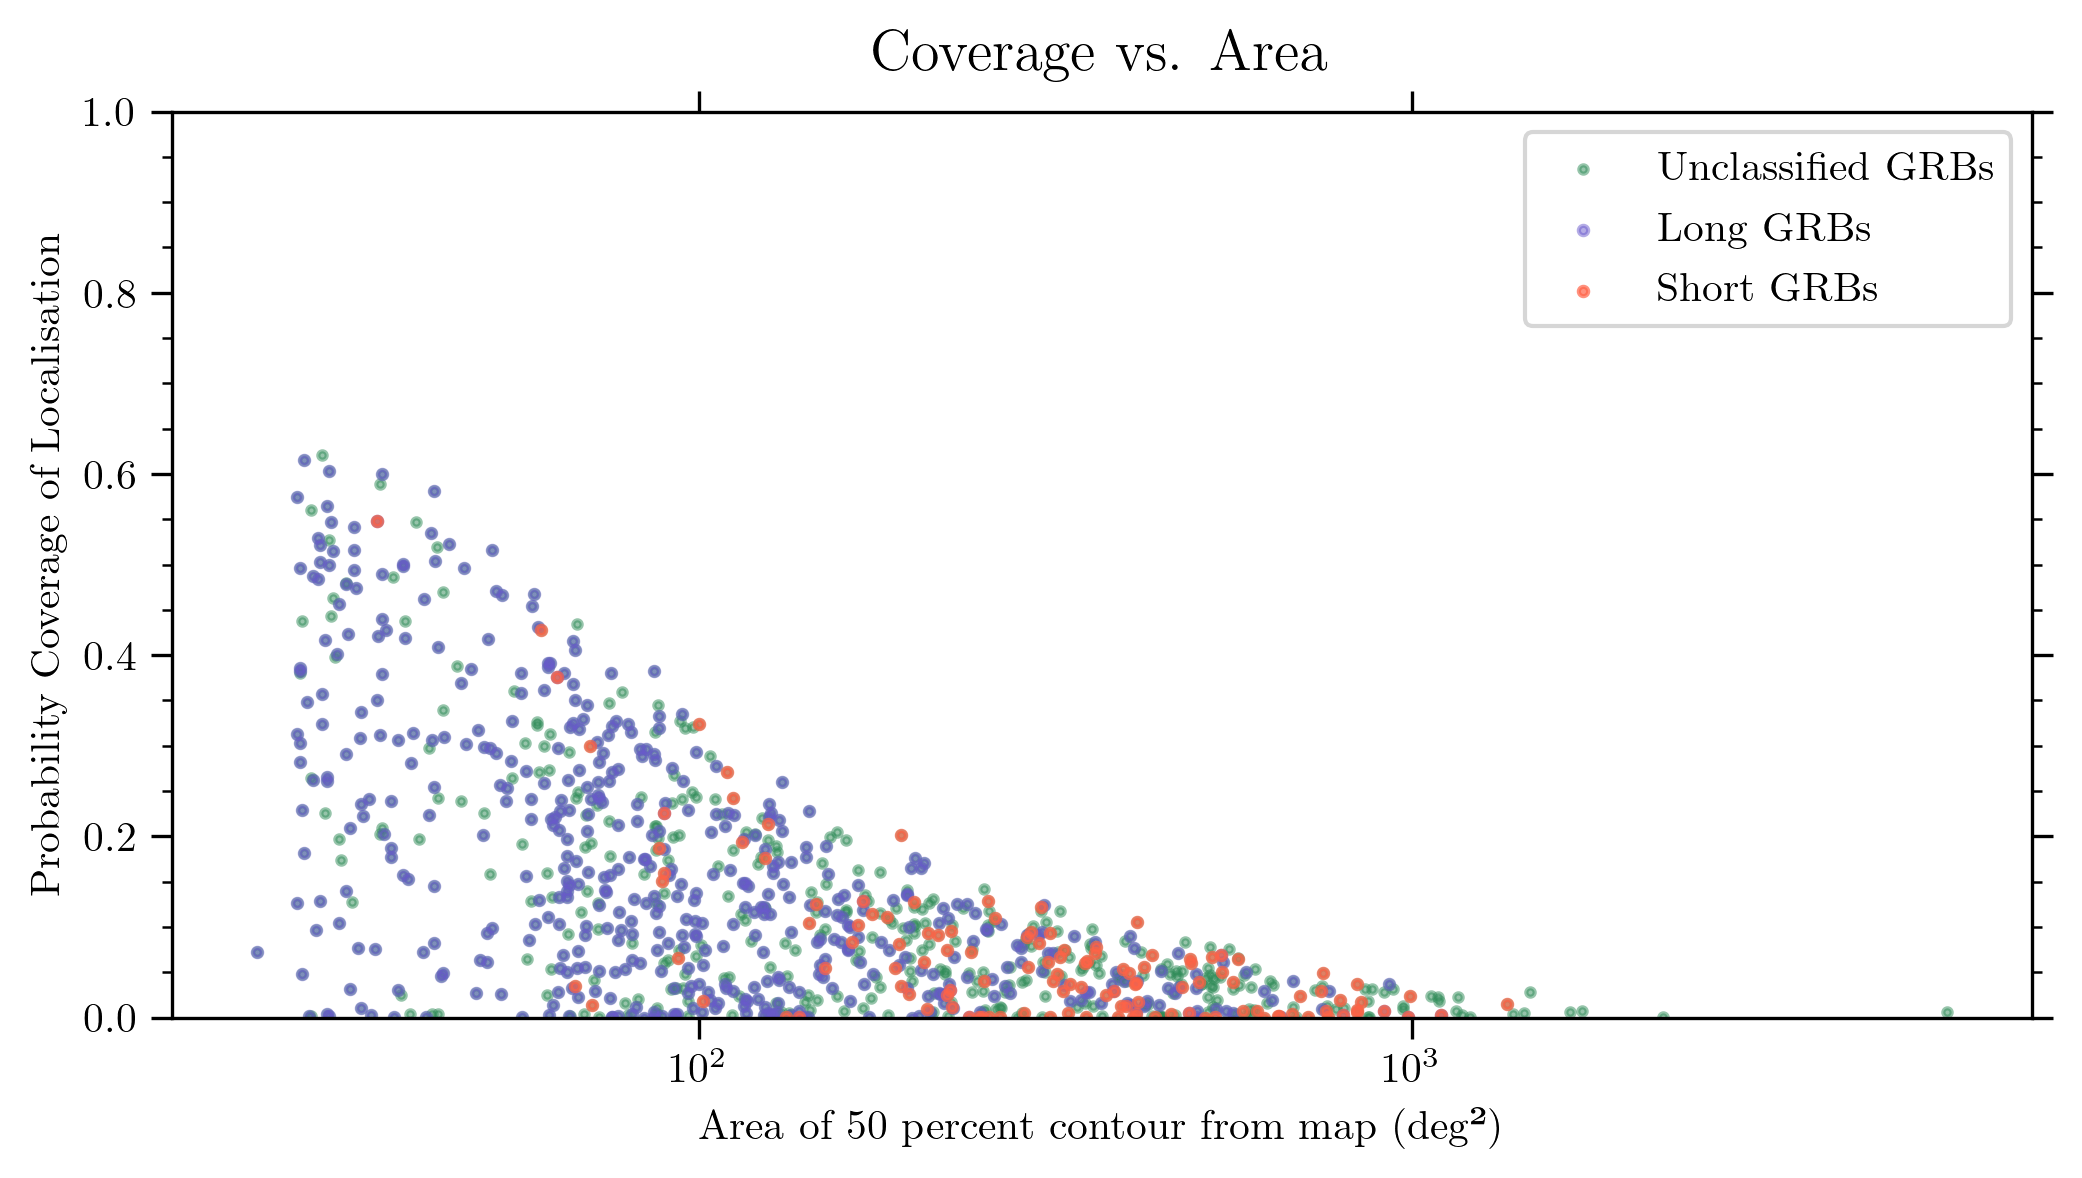 Coverage vs. Area
Probability Coverage of Localisation
1.0
0.8
0.6
0.4
0.2
0.0
Unclassified GRBs
Long GRBs
Short GRBs
10²
10³
Area of 50 percent contour from map (deg²)